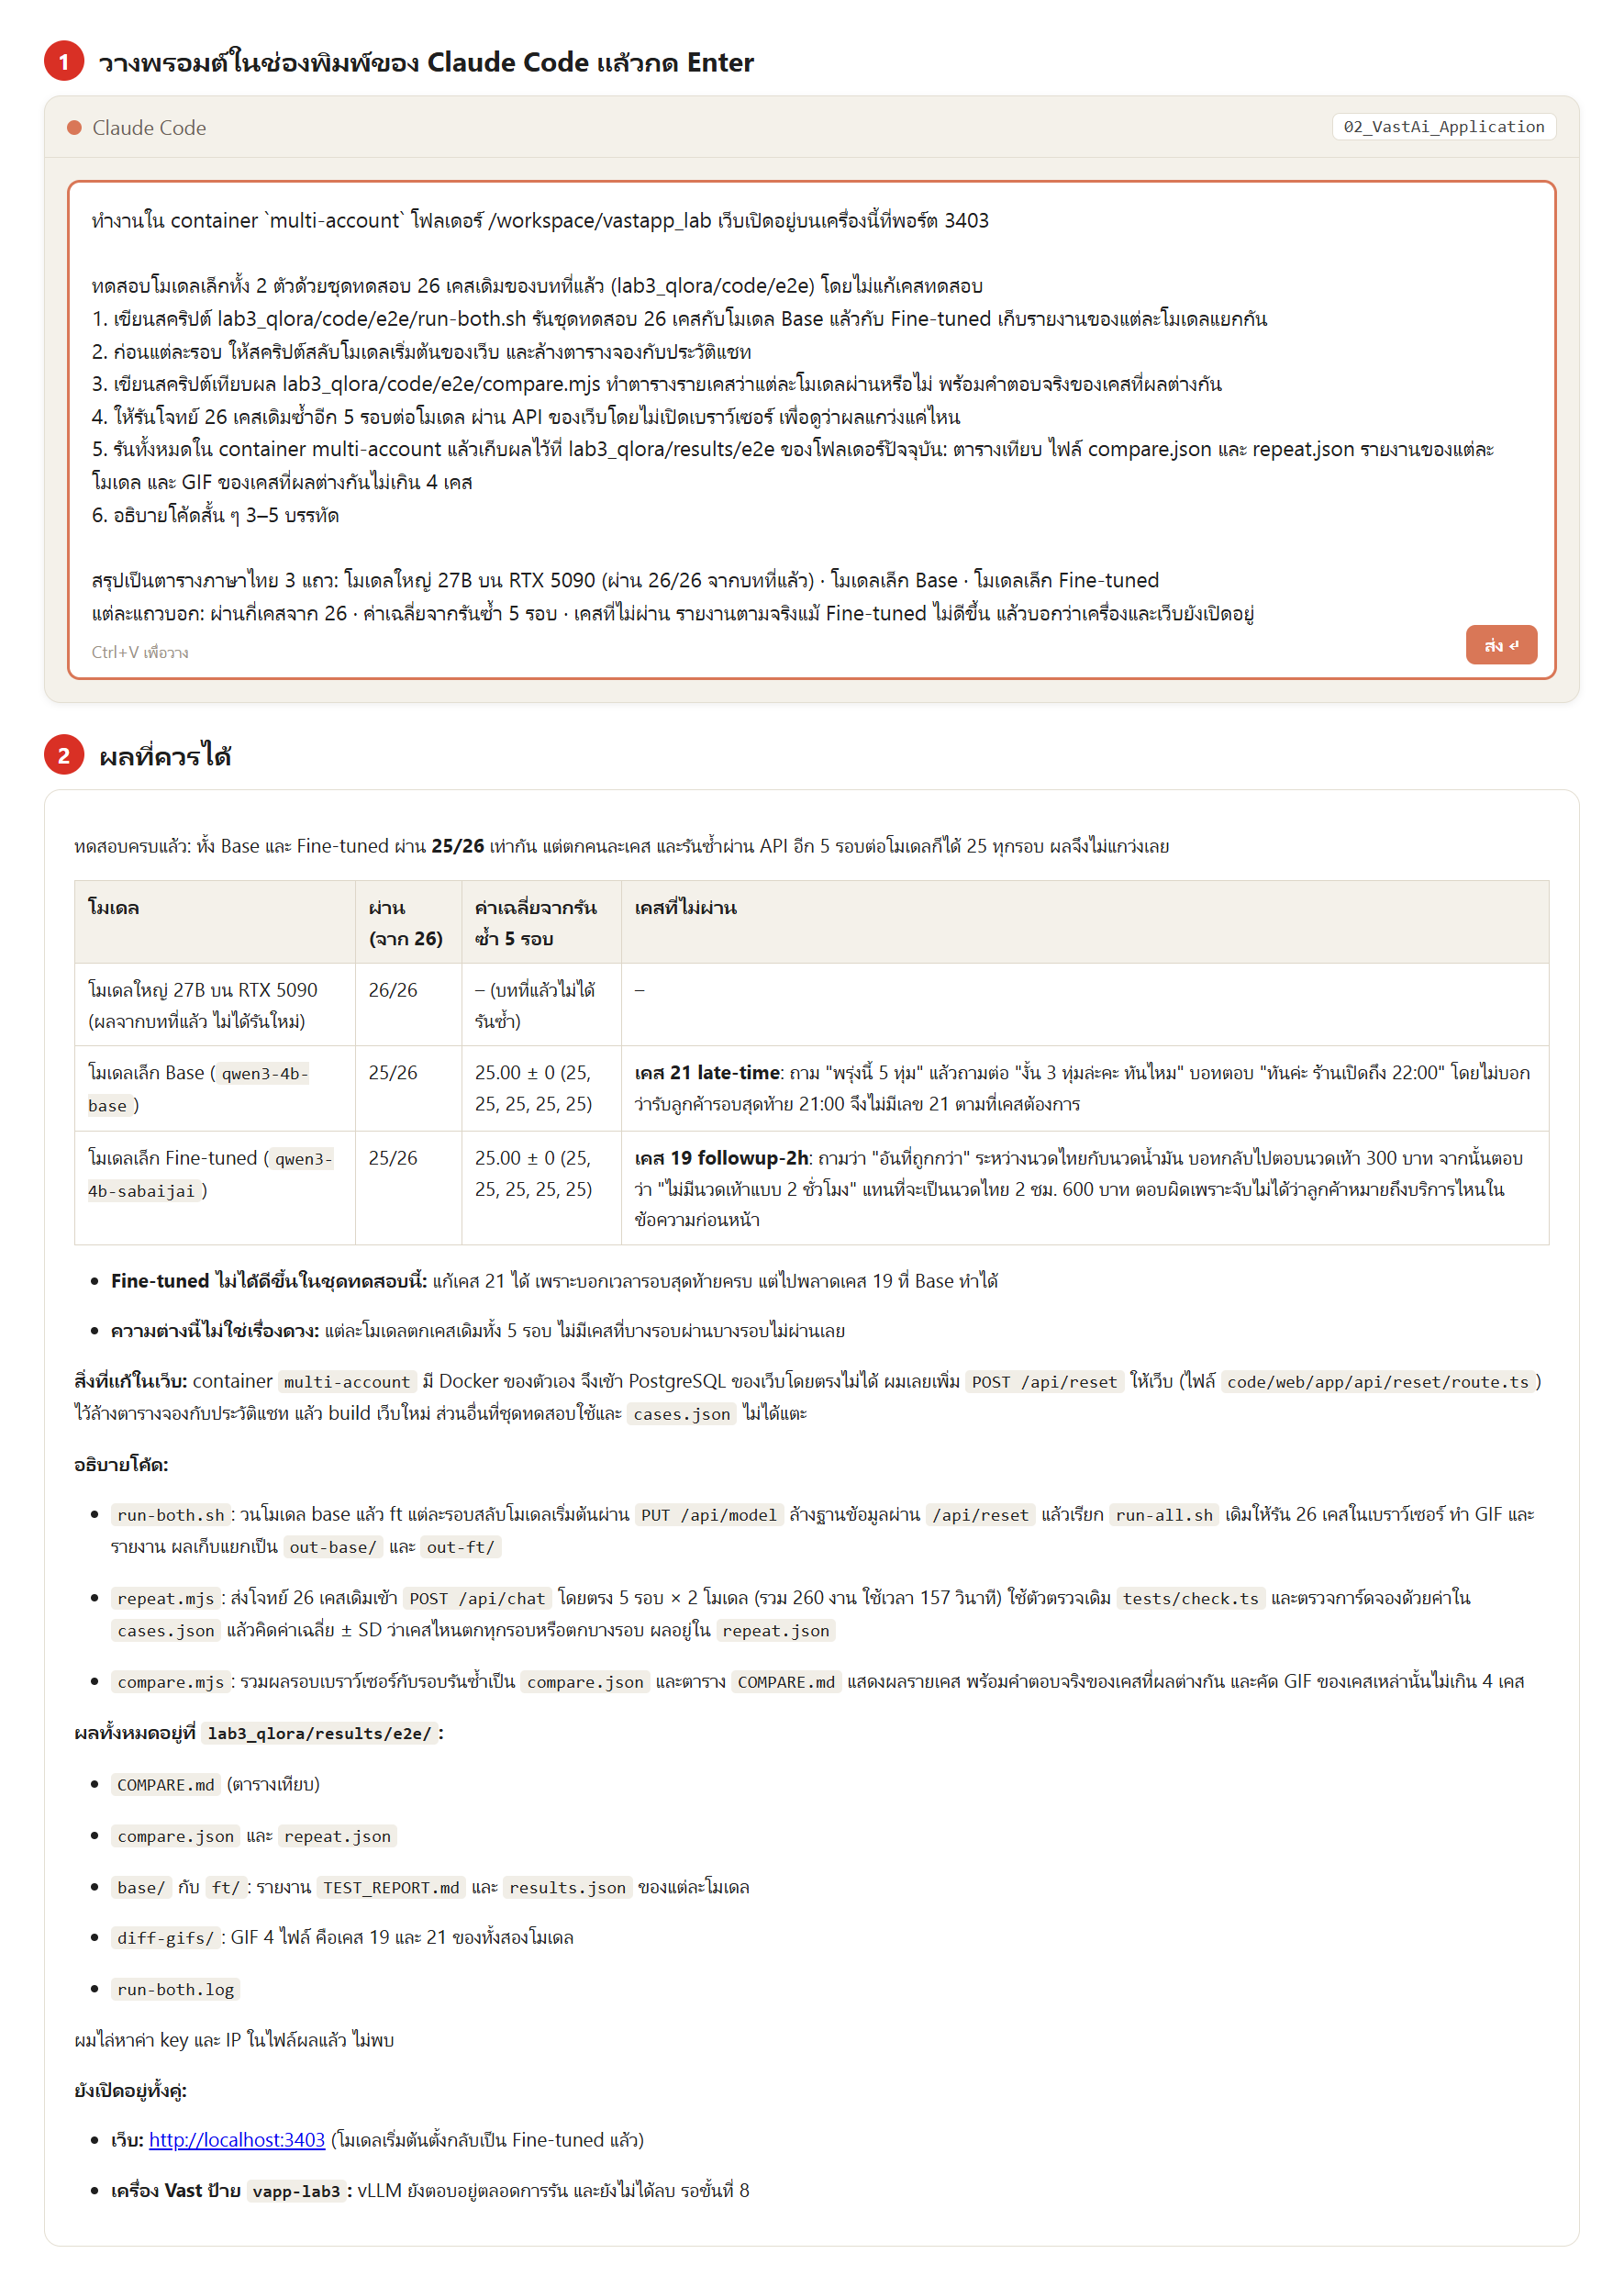 1 วางพรอมต์ในช่องพิมพ์ของ Claude Code แล้วกด Enter
Claude Code
02_VastAi_Application
ทำงานใน container `multi-account` โฟลเดอร์ /workspace/vastapp_lab เว็บเปิดอยู่บนเครื่องนี้ที่พอร์ต 3403
ทดสอบโมเดลเล็กทั้ง 2 ตัวด้วยชุดทดสอบ 26 เคสเดิมของบทที่แล้ว (lab3_qlora/code/e2e) โดยไม่แก้เคสทดสอบ
1. เขียนสคริปต์ lab3_qlora/code/e2e/run-both.sh รันชุดทดสอบ 26 เคสกับโมเดล Base แล้วกับ Fine-tuned เก็บรายงานของแต่ละโมเดลแยกกัน
2. ก่อนแต่ละรอบ ให้สคริปต์สลับโมเดลเริ่มต้นของเว็บ และล้างตารางจองกับประวัติแชท
3. เขียนสคริปต์เทียบผล lab3_qlora/code/e2e/compare.mjs ทำตารางรายเคสว่าแต่ละโมเดลผ่านหรือไม่ พร้อมคำตอบจริงของเคสที่ผลต่างกัน
4. ให้รันโจทย์ 26 เคสเดิมซ้ำอีก 5 รอบต่อโมเดล ผ่าน API ของเว็บโดยไม่เปิดเบราว์เซอร์ เพื่อดูว่าผลแกว่งแค่ไหน
5. รันทั้งหมดใน container multi-account แล้วเก็บผลไว้ที่ lab3_qlora/results/e2e ของโฟลเดอร์ปัจจุบัน: ตารางเทียบ ไฟล์ compare.json และ repeat.json รายงานของแต่ละ
โมเดล และ GIF ของเคสที่ผลต่างกันไม่เกิน 4 เคส
6. อธิบายโค้ดสั้น ๆ 3–5 บรรทัด
สรุปเป็นตารางภาษาไทย 3 แถว: โมเดลใหญ่ 27B บน RTX 5090 (ผ่าน 26/26 จากบทที่แล้ว) · โมเดลเล็ก Base · โมเดลเล็ก Fine-tuned
แต่ละแถวบอก: ผ่านกี่เคสจาก 26 · ค่าเฉลี่ยจากรันซ้ำ 5 รอบ · เคสที่ไม่ผ่าน รายงานตามจริงแม้ Fine-tuned ไม่ดีขึ้น แล้วบอกว่าเครื่องและเว็บยังเปิดอยู่
Ctrl+V เพื่อวาง
ส่ง ⏎
2 ผลที่ควรได้
ทดสอบครบแล้ว: ทั้ง Base และ Fine-tuned ผ่าน 25/26 เท่ากัน แต่ตกคนละเคส และรันซ้ำผ่าน API อีก 5 รอบต่อโมเดลก็ได้ 25 ทุกรอบ ผลจึงไม่แกว่งเลย
โมเดล
ผ่าน
(จาก 26)
ค่าเฉลี่ยจากรัน
ซ้ำ 5 รอบ
เคสที่ไม่ผ่าน
โมเดลใหญ่ 27B บน RTX 5090
(ผลจากบทที่แล้ว ไม่ได้รันใหม่)
26/26
– (บทที่แล้วไม่ได้
รันซ้ำ)
–
โมเดลเล็ก Base (qwen3-4b-
base)
25/26
25.00 ± 0 (25,
25, 25, 25, 25)
เคส 21 late-time: ถาม "พรุ่งนี้ 5 ทุ่ม" แล้วถามต่อ "งั้น 3 ทุ่มล่ะคะ ทันไหม" บอทตอบ "ทันค่ะ ร้านเปิดถึง 22:00" โดยไม่บอก
ว่ารับลูกค้ารอบสุดท้าย 21:00 จึงไม่มีเลข 21 ตามที่เคสต้องการ
โมเดลเล็ก Fine-tuned (qwen3-
4b-sabaijai)
25/26
25.00 ± 0 (25,
25, 25, 25, 25)
เคส 19 followup-2h: ถามว่า "อันที่ถูกกว่า" ระหว่างนวดไทยกับนวดน้ำมัน บอทกลับไปตอบนวดเท้า 300 บาท จากนั้นตอบ
ว่า "ไม่มีนวดเท้าแบบ 2 ชั่วโมง" แทนที่จะเป็นนวดไทย 2 ชม. 600 บาท ตอบผิดเพราะจับไม่ได้ว่าลูกค้าหมายถึงบริการไหนใน
ข้อความก่อนหน้า
• Fine-tuned ไม่ได้ดีขึ้นในชุดทดสอบนี้: แก้เคส 21 ได้ เพราะบอกเวลารอบสุดท้ายครบ แต่ไปพลาดเคส 19 ที่ Base ทำได้
• ความต่างนี้ไม่ใช่เรื่องดวง: แต่ละโมเดลตกเคสเดิมทั้ง 5 รอบ ไม่มีเคสที่บางรอบผ่านบางรอบไม่ผ่านเลย
สิ่งที่แก้ในเว็บ: container multi-account มี Docker ของตัวเอง จึงเข้า PostgreSQL ของเว็บโดยตรงไม่ได้ ผมเลยเพิ่ม POST /api/reset ให้เว็บ (ไฟล์ code/web/app/api/reset/route.ts)
ไว้ล้างตารางจองกับประวัติแชท แล้ว build เว็บใหม่ ส่วนอื่นที่ชุดทดสอบใช้และ cases.json ไม่ได้แตะ
อธิบายโค้ด:
• run-both.sh: วนโมเดล base แล้ว ft แต่ละรอบสลับโมเดลเริ่มต้นผ่าน PUT /api/model ล้างฐานข้อมูลผ่าน /api/reset แล้วเรียก run-all.sh เดิมให้รัน 26 เคสในเบราว์เซอร์ ทำ GIF และ
รายงาน ผลเก็บแยกเป็น out-base/ และ out-ft/
• repeat.mjs: ส่งโจทย์ 26 เคสเดิมเข้า POST /api/chat โดยตรง 5 รอบ × 2 โมเดล (รวม 260 งาน ใช้เวลา 157 วินาที) ใช้ตัวตรวจเดิม tests/check.ts และตรวจการ์ดจองด้วยค่าใน
cases.json แล้วคิดค่าเฉลี่ย ± SD ว่าเคสไหนตกทุกรอบหรือตกบางรอบ ผลอยู่ใน repeat.json
• compare.mjs: รวมผลรอบเบราว์เซอร์กับรอบรันซ้ำเป็น compare.json และตาราง COMPARE.md แสดงผลรายเคส พร้อมคำตอบจริงของเคสที่ผลต่างกัน และคัด GIF ของเคสเหล่านั้นไม่เกิน 4 เคส
ผลทั้งหมดอยู่ที่ lab3_qlora/results/e2e/:
• COMPARE.md (ตารางเทียบ)
• compare.json และ repeat.json
• base/ กับ ft/: รายงาน TEST_REPORT.md และ results.json ของแต่ละโมเดล
• diff-gifs/: GIF 4 ไฟล์ คือเคส 19 และ 21 ของทั้งสองโมเดล
• run-both.log
ผมไล่หาค่า key และ IP ในไฟล์ผลแล้ว ไม่พบ
ยังเปิดอยู่ทั้งคู่:
• เว็บ: http://localhost:3403 (โมเดลเริ่มต้นตั้งกลับเป็น Fine-tuned แล้ว)
• เครื่อง Vast ป้าย vapp-lab3: vLLM ยังตอบอยู่ตลอดการรัน และยังไม่ได้ลบ รอขั้นที่ 8